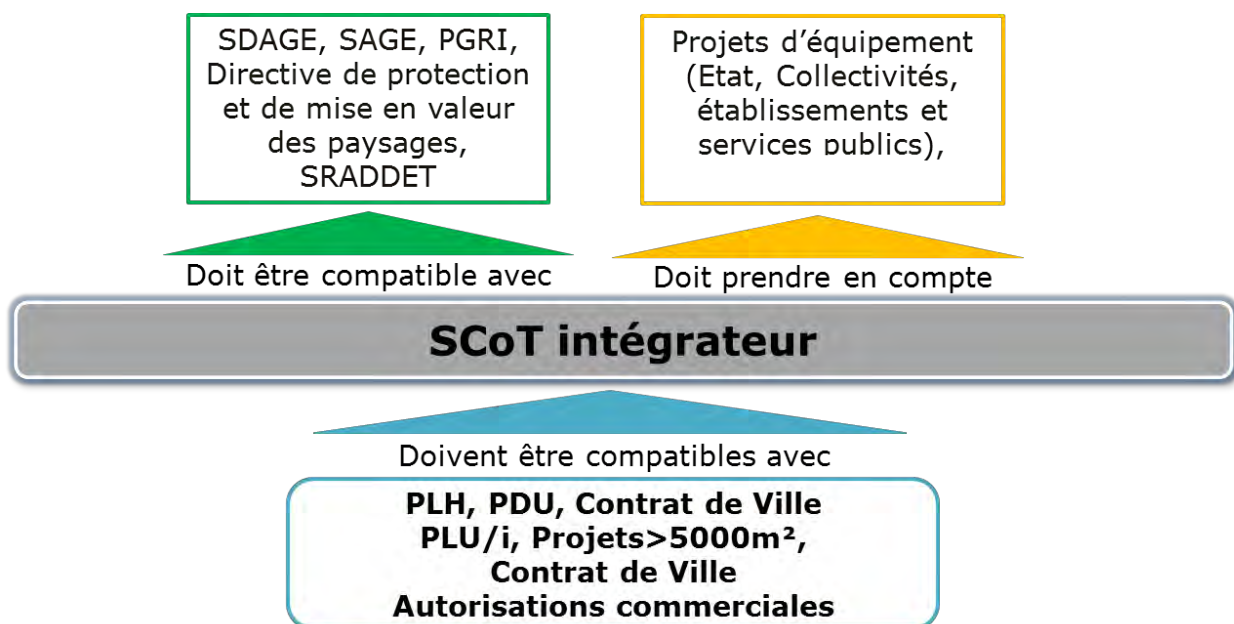 SDAGE, SAGE, PGRI,
Directive de protection
et de mise en valeur
des paysages,
SRADDET
Projets d’équipement
(Etat, Collectivités,
établissements et
services publics),
Doit être compatible avec
Doit prendre en compte
SCoT intégrateur
Doivent être compatibles avec
PLH, PDU, Contrat de Ville
PLU/i, Projets>5000m²,
Contrat de Ville
Autorisations commerciales